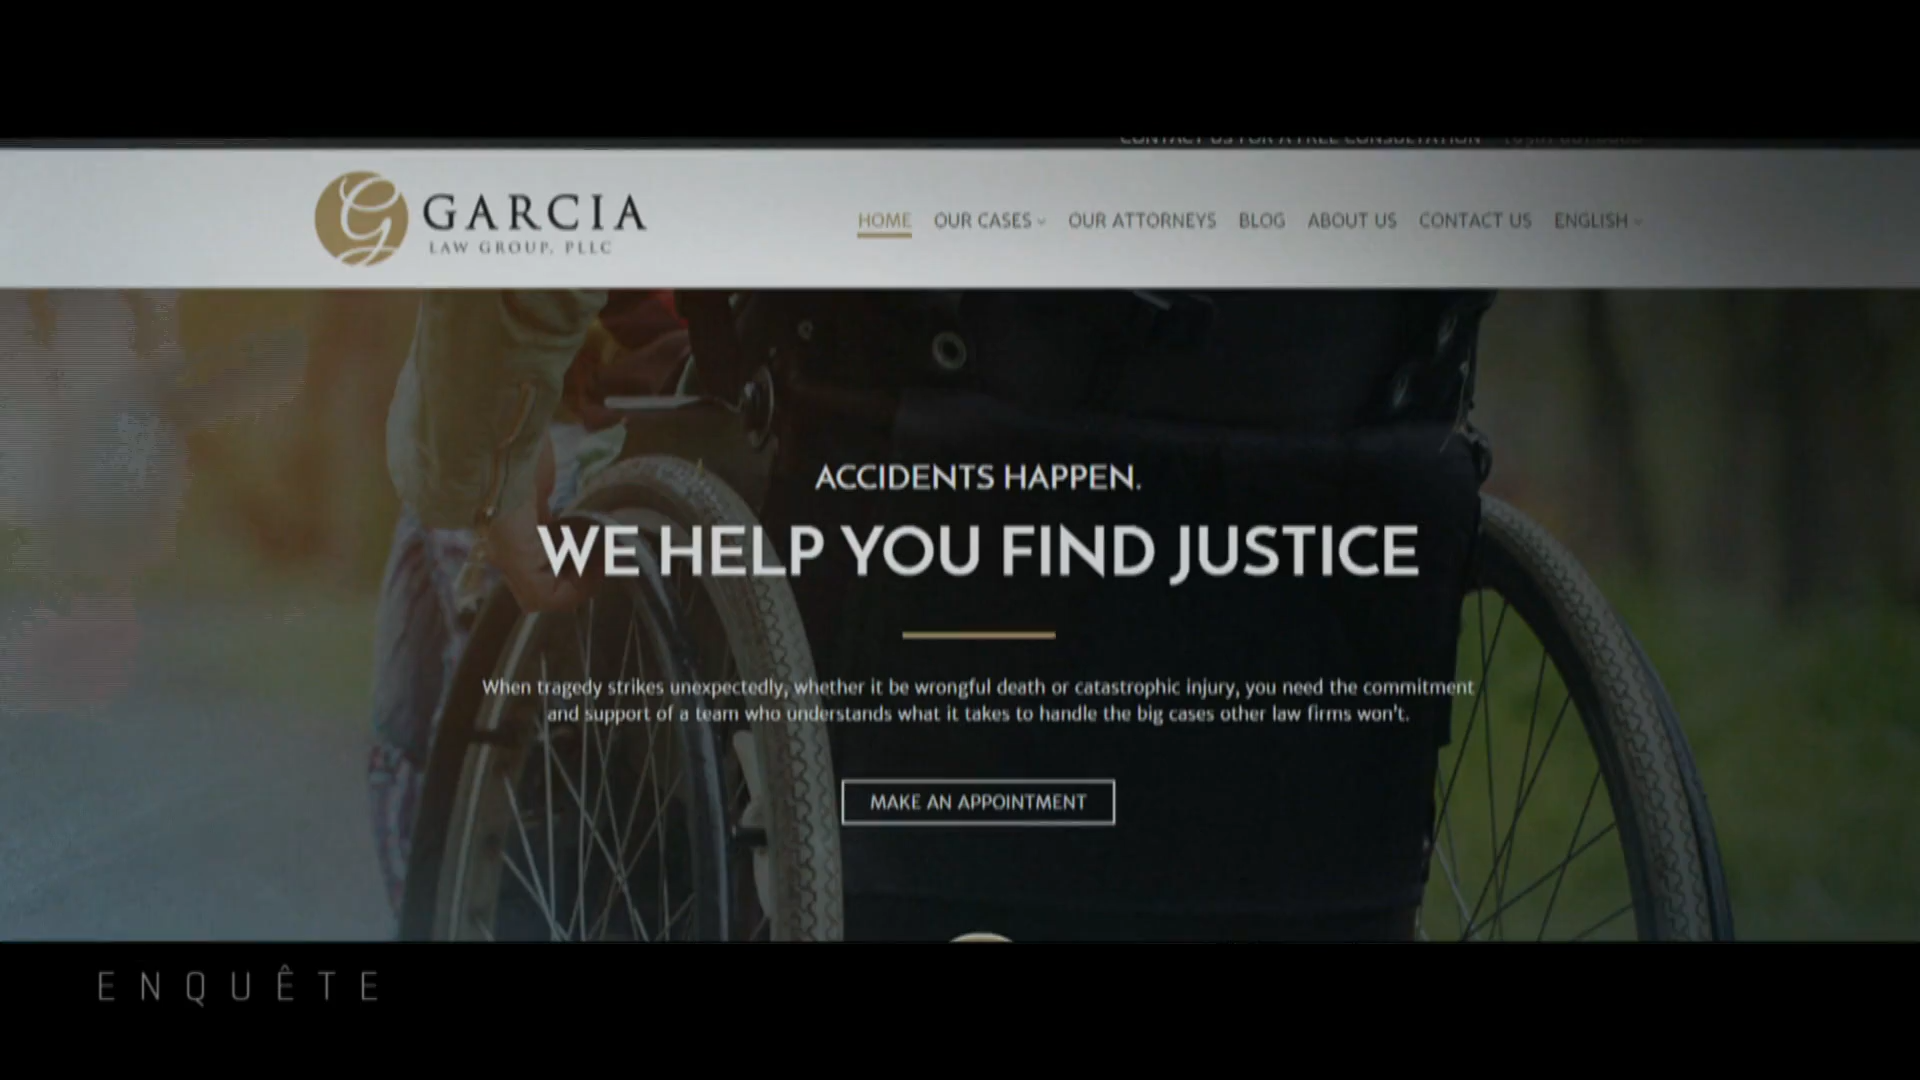 CONTACT US FOR A FREE CONSULTATION
GARCIA
LAW GROUP, PLLC
HOME OUR CASES OUR ATTORNEYS BLOG ABOUT US CONTACT US ENGLISH
ACCIDENTS HAPPEN.
WE HELP YOU FIND JUSTICE
When tragedy strikes unexpectedly, whether it be wrongful death or catastrophic injury, you need the commitment
and support of a team who understands what it takes to handle the big cases other law firms won't.
MAKE AN APPOINTMENT
ENQUÊTE